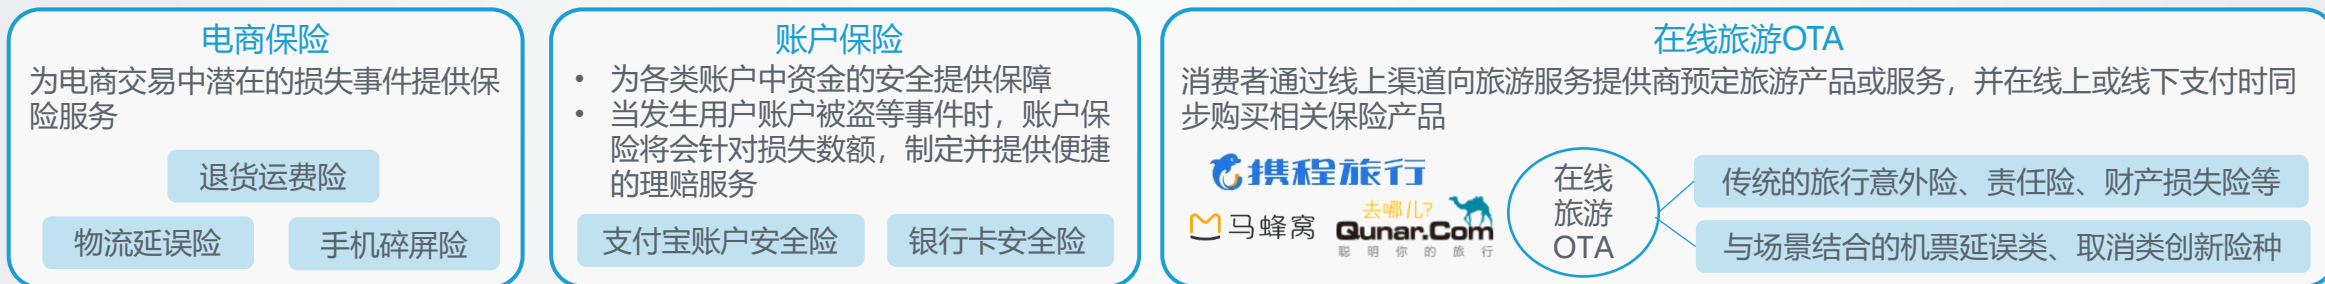 电商保险
为电商交易中潜在的损失事件提供保
险服务
退货运费险
物流延误险
手机碎屏险
账户保险
• 为各类账户中资金的安全提供保障
• 当发生用户账户被盗等事件时，账户保
险将会针对损失数额，制定并提供便捷
的理赔服务
支付宝账户安全险
银行卡安全险
在线旅游OTA
消费者通过线上渠道向旅游服务提供商预定旅游产品或服务，并在线上或线下支付时同
步购买相关保险产品
携程旅行
马蜂窝
去哪儿?
Qunar.Com
聪明你的旅行
在线
旅游
OTA
传统的旅行意外险、责任险、财产损失险等
与场景结合的机票延误类、取消类创新险种